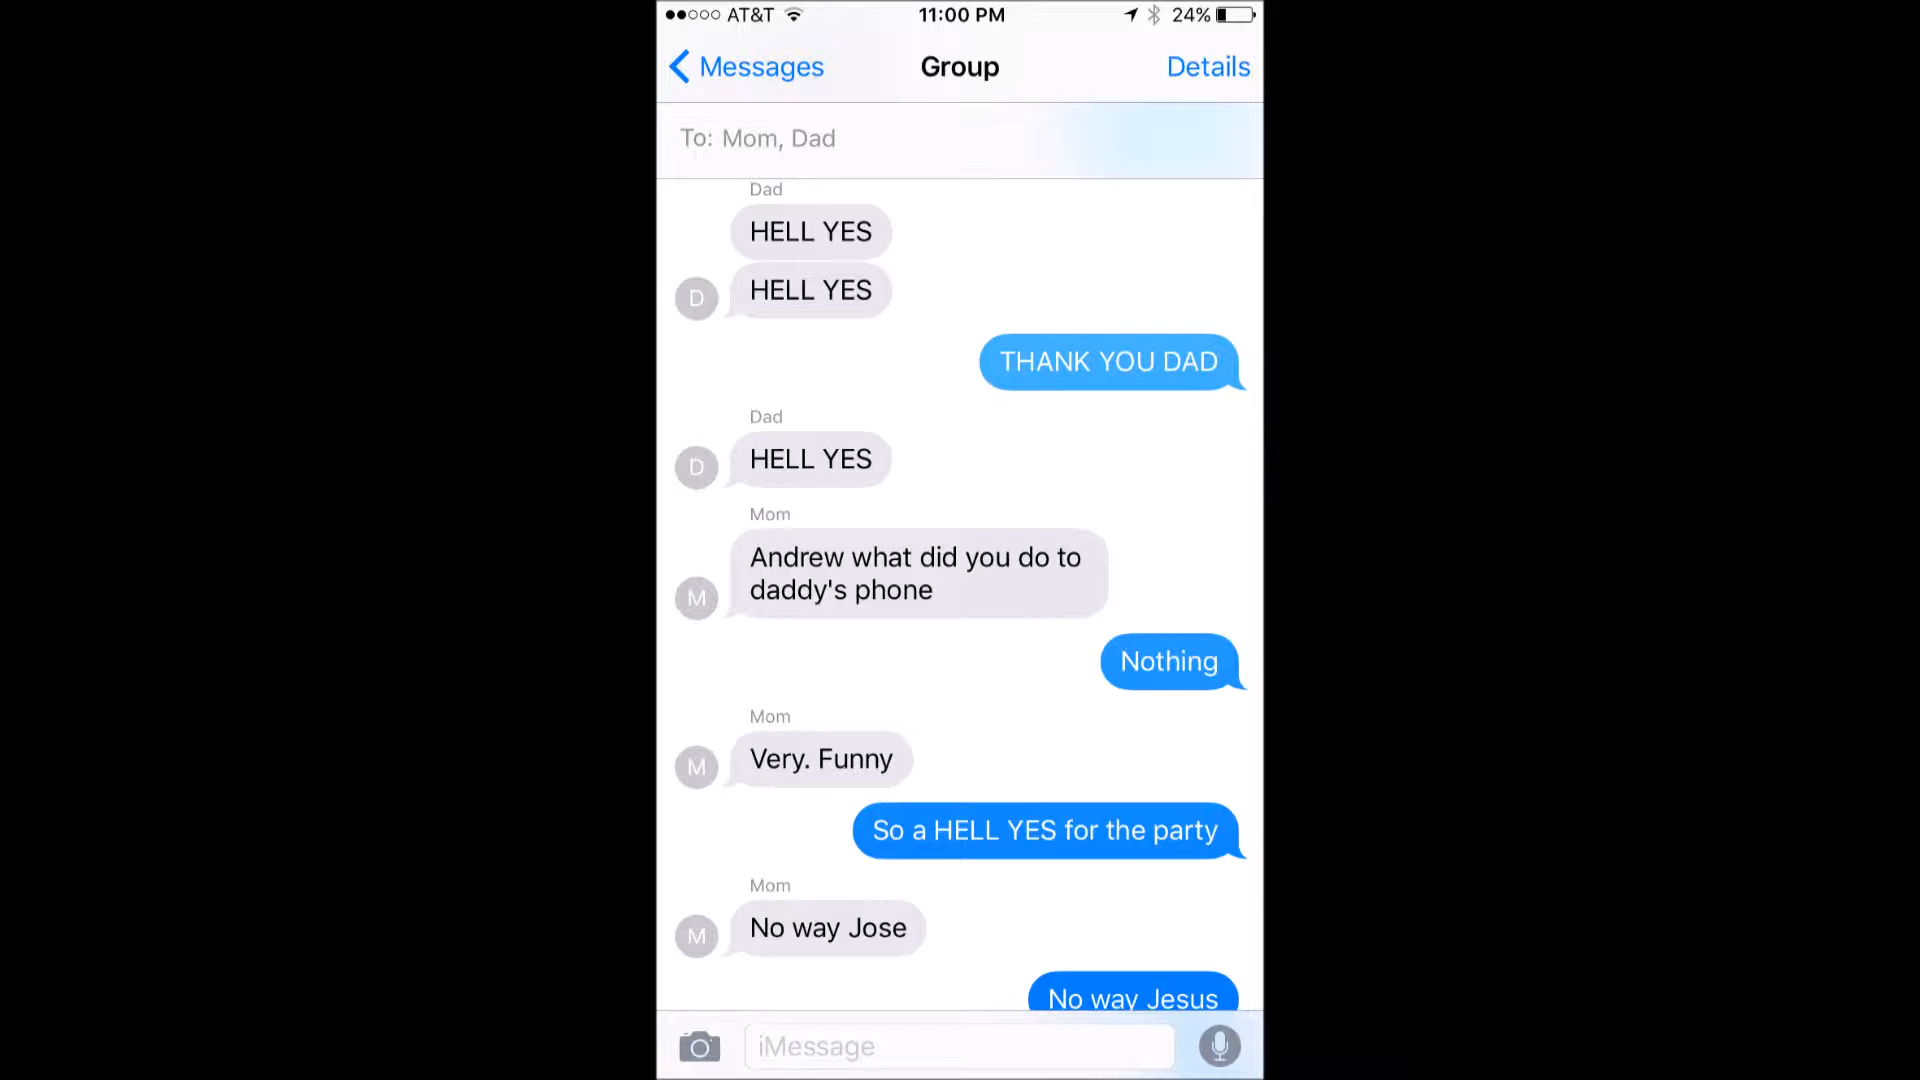 AT&T 11:00 PM 24%
Messages Group Details
To: Mom, Dad
Dad
HELL YES
HELL YES
D
THANK YOU DAD
Dad
HELL YES
D
Mom
Andrew what did you do to
daddy's phone
M
Nothing
Mom
Very. Funny
M
So a HELL YES for the party
Mom
No way Jose
M
No way Jesus
iMessage